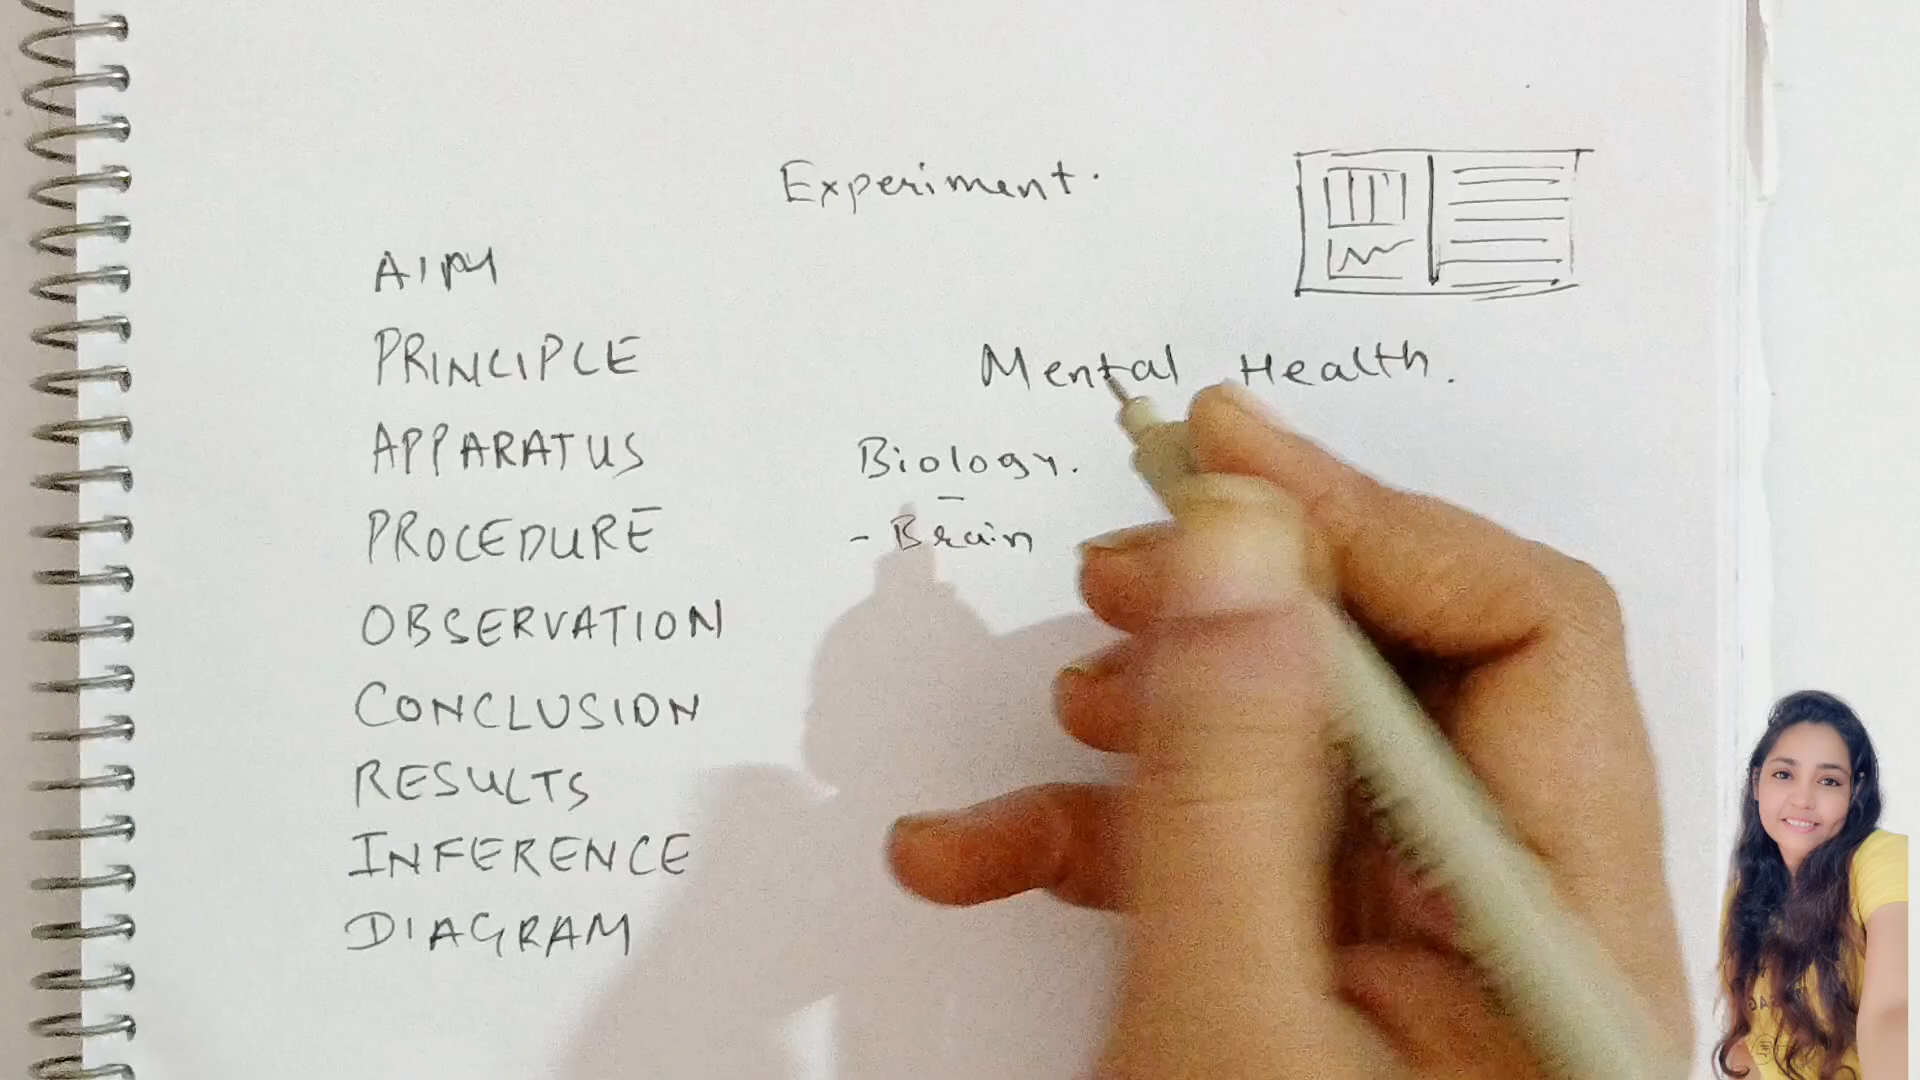 Experiment.
AIM
PRINCIPLE
Mental Health.
APPARATUS
Biology.
PROCEDURE
- Brain
OBSERVATION
CONCLUSION
RESULTS
INFERENCE
DIAGRAM